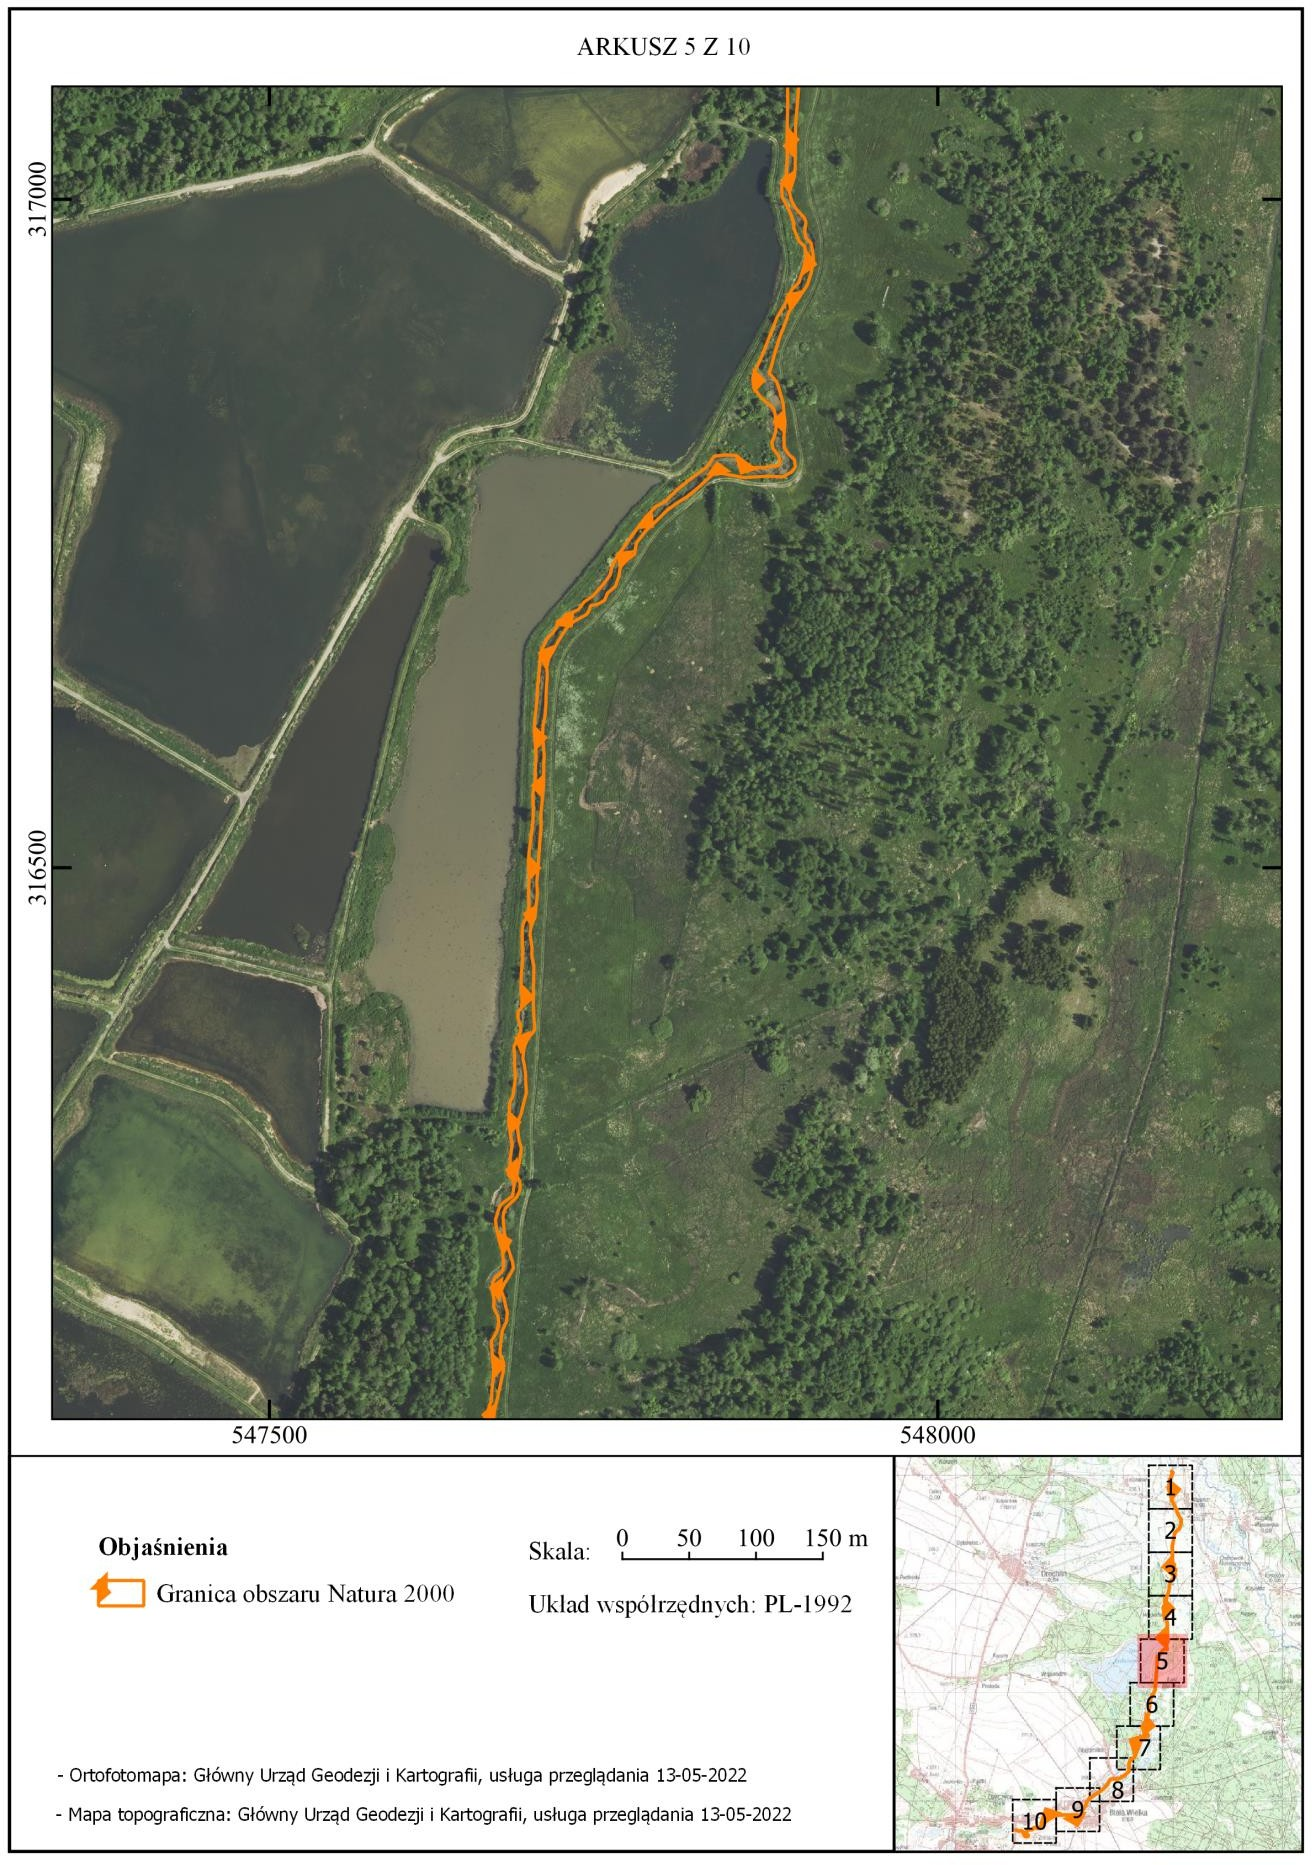 ARKUSZ 5 Z 10
317000
316500
547500
548000
Objaśnienia
Granica obszaru Natura 2000
Skala:
0 50 100 150 m
Układ współrzędnych: PL-1992
- Ortofotomapa: Główny Urząd Geodezji i Kartografii, usługa przeglądania 13-05-2022
- Mapa topograficzna: Główny Urząd Geodezji i Kartografii, usługa przeglądania 13-05-2022
1
2
3
4
5
6
7
8
9
10
Biała Wielka